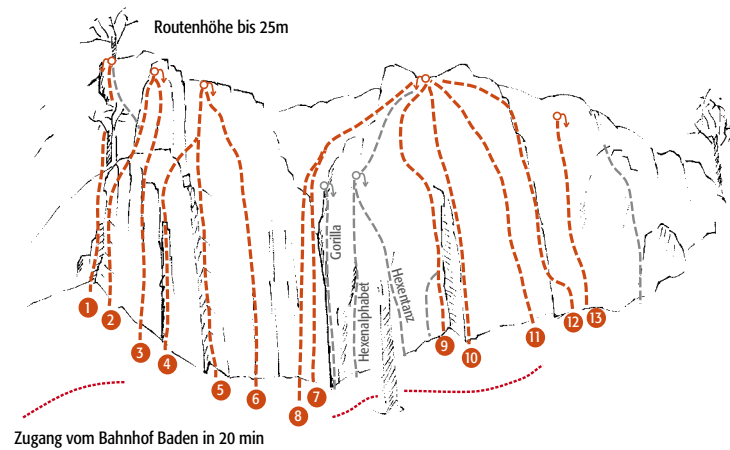 Routenhöhe bis 25m
Gorilla
Hexenalphabet
Hexentanz
1
2
3
4
5
6
7
8
9
10
11
12
13
Zugang vom Bahnhof Baden in 20 min